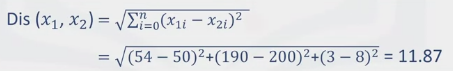 Dis (x₁, x₂) = √(∑ⁿᵢ₌₀(x₁ᵢ − x₂ᵢ)²)
= √((54 − 50)²+(190 − 200)²+(3 − 8)²) = 11.87